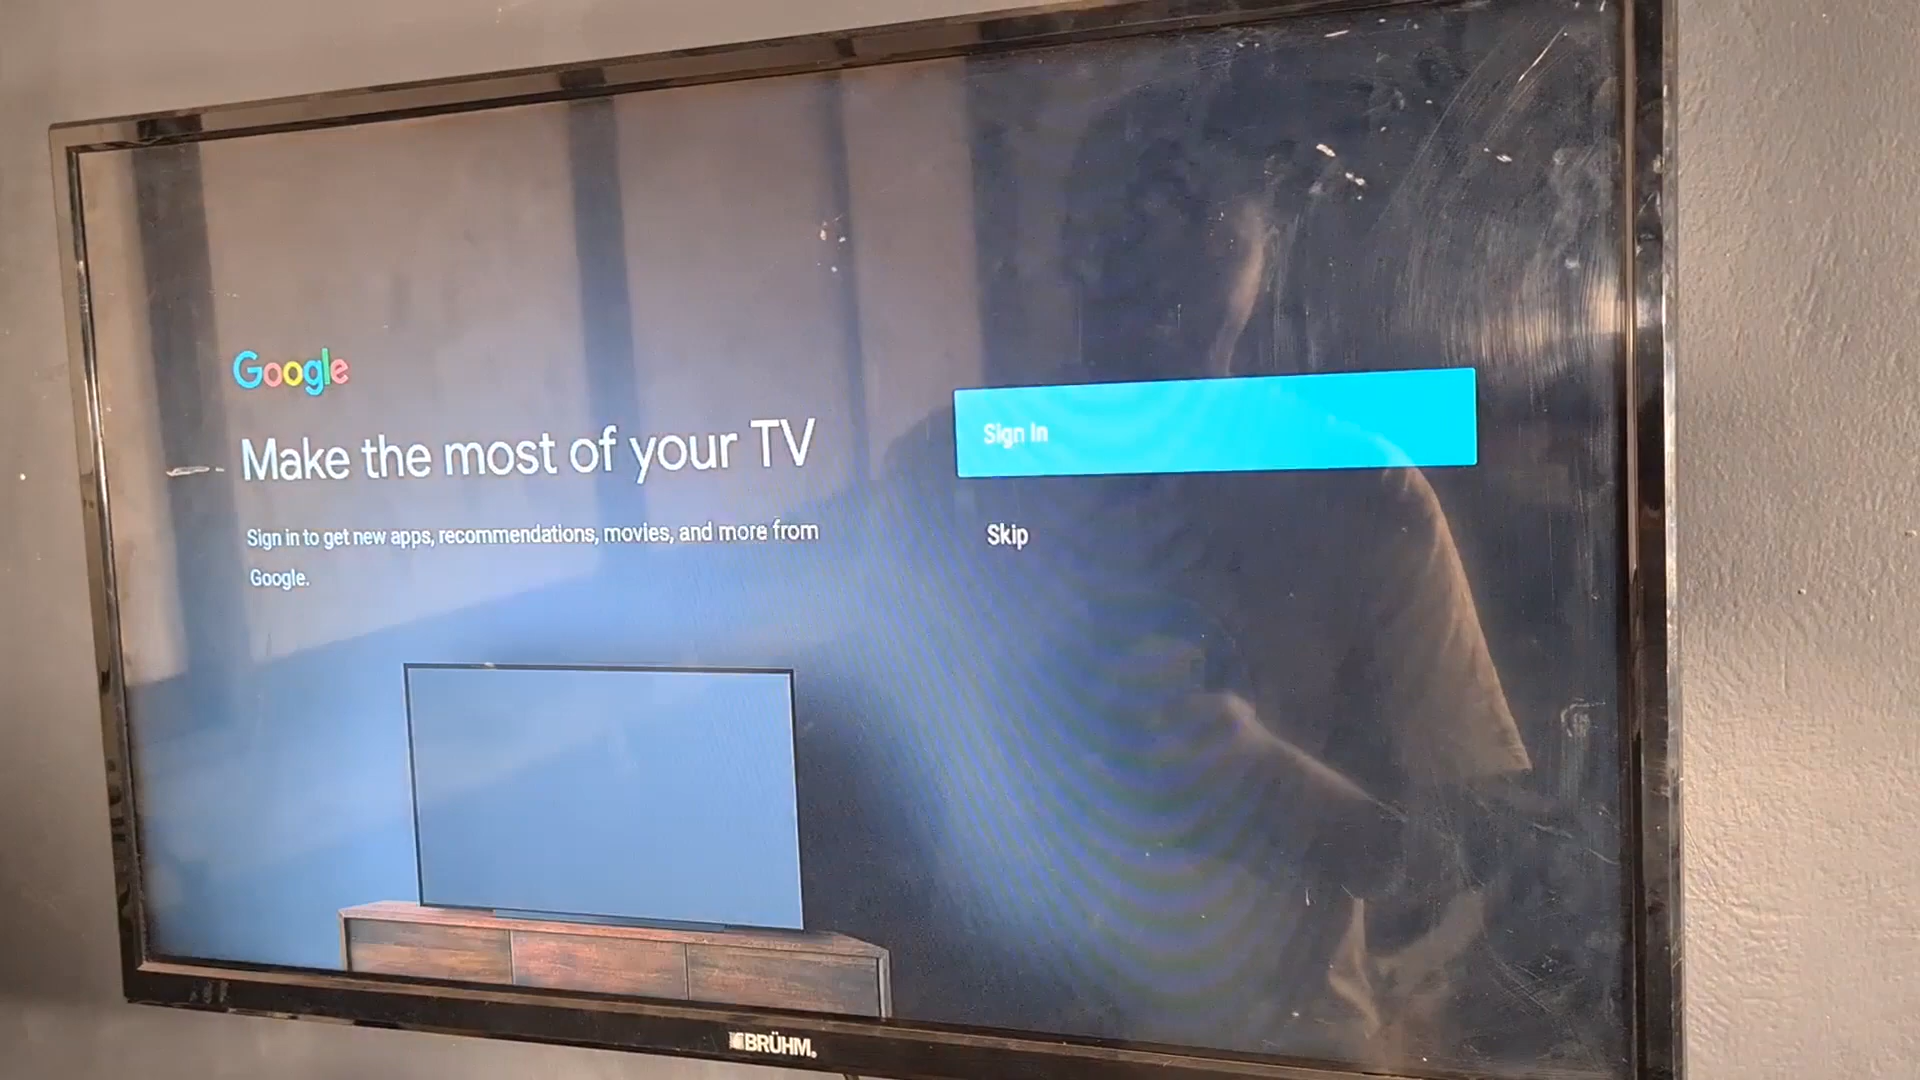 Google
Make the most of your TV
Sign in to get new apps, recommendations, movies, and more from
Google.
Sign In
Skip
BRÜHM